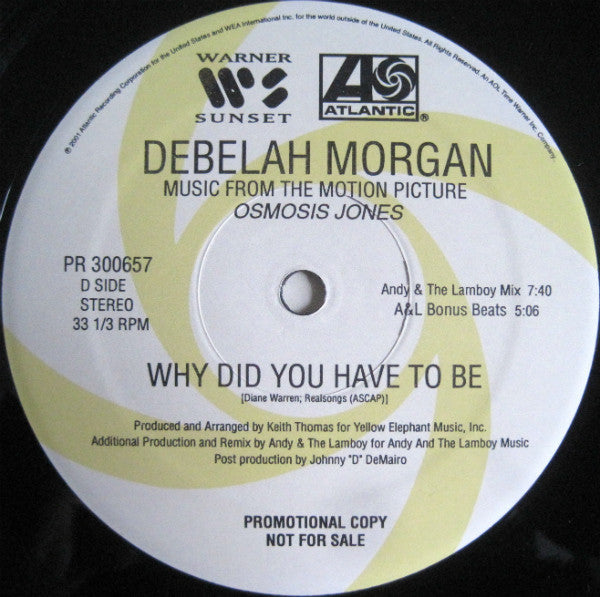 ℗ 2001 Atlantic Recording Corporation for the United States and WEA International Inc. for the world outside of the United States. All Rights Reserved. An AOL Time Warner Inc. Company.
WARNER
WS
SUNSET
A
ATLANTIC
DEBELAH MORGAN
MUSIC FROM THE MOTION PICTURE
OSMOSIS JONES
PR 300657
D SIDE
STEREO
33 1/3 RPM
Andy & The Lamboy Mix 7:40
A&L Bonus Beats 5:06
WHY DID YOU HAVE TO BE
[Diane Warren; Realsongs (ASCAP)]
Produced and Arranged by Keith Thomas for Yellow Elephant Music, Inc.
Additional Production and Remix by Andy & The Lamboy for Andy And The Lamboy Music
Post production by Johnny "D" DeMairo
PROMOTIONAL COPY
NOT FOR SALE